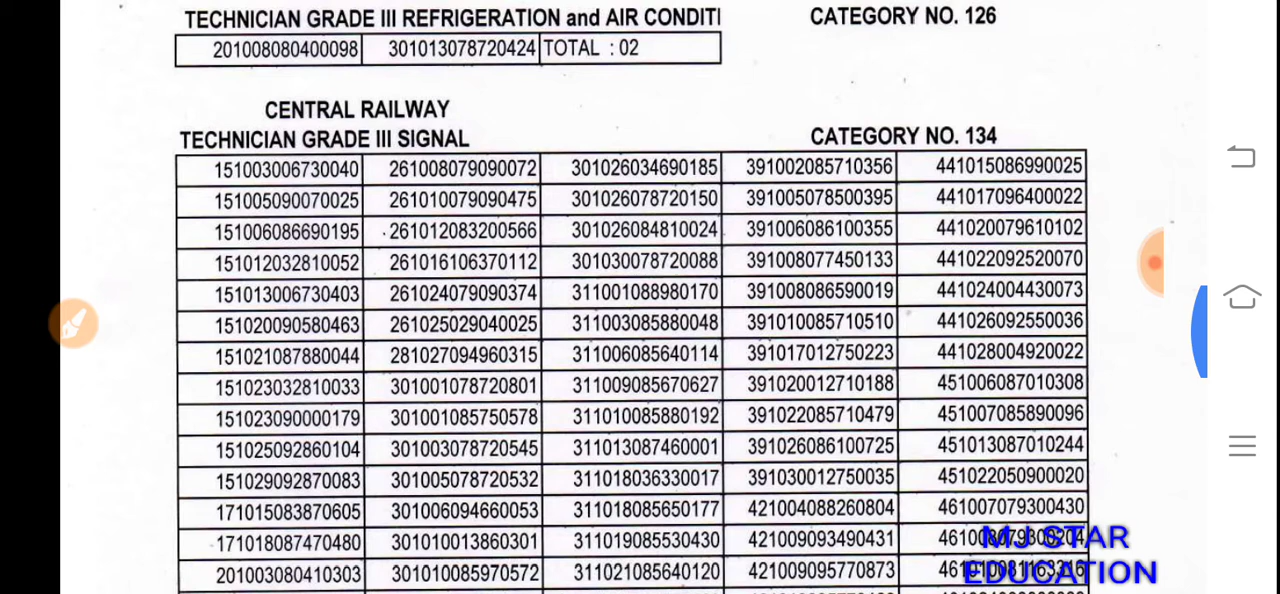 TECHNICIAN GRADE III REFRIGERATION and AIR CONDITI CATEGORY NO. 126
201008080400098 301013078720424 TOTAL : 02
CENTRAL RAILWAY
TECHNICIAN GRADE III SIGNAL CATEGORY NO. 134
151003006730040 261008079090072 301026034690185 391002085710356 441015086990025
151005090070025 261010079090475 301026078720150 391005078500395 441017096400022
151006086690195 261012083200566 301026084810024 391006086100355 441020079610102
151012032810052 261016106370112 301030078720088 391008077450133 441022092520070
151013006730403 261024079090374 311001088980170 391008086590019 441024004430073
151020090580463 261025029040025 311003085880048 391010085710510 441026092550036
151021087880044 281027094960315 311006085640114 391017012750223 441028004920022
151023032810033 301001078720801 311009085670627 391020012710188 451006087010308
151023090000179 301001085750578 311010085880192 391022085710479 451007085890096
151025092860104 301003078720545 311013087460001 391026086100725 451013087010244
151029092870083 301005078720532 311018036330017 391030012750035 451022050900020
171015083870605 301006094660053 311018085650177 421004088260804 461007079300430
171018087470480 301010013860301 311019085530430 421009093490431
201003080410303 301010085970572 311021085640120 421009095770873
MJ STAR
EDUCATION